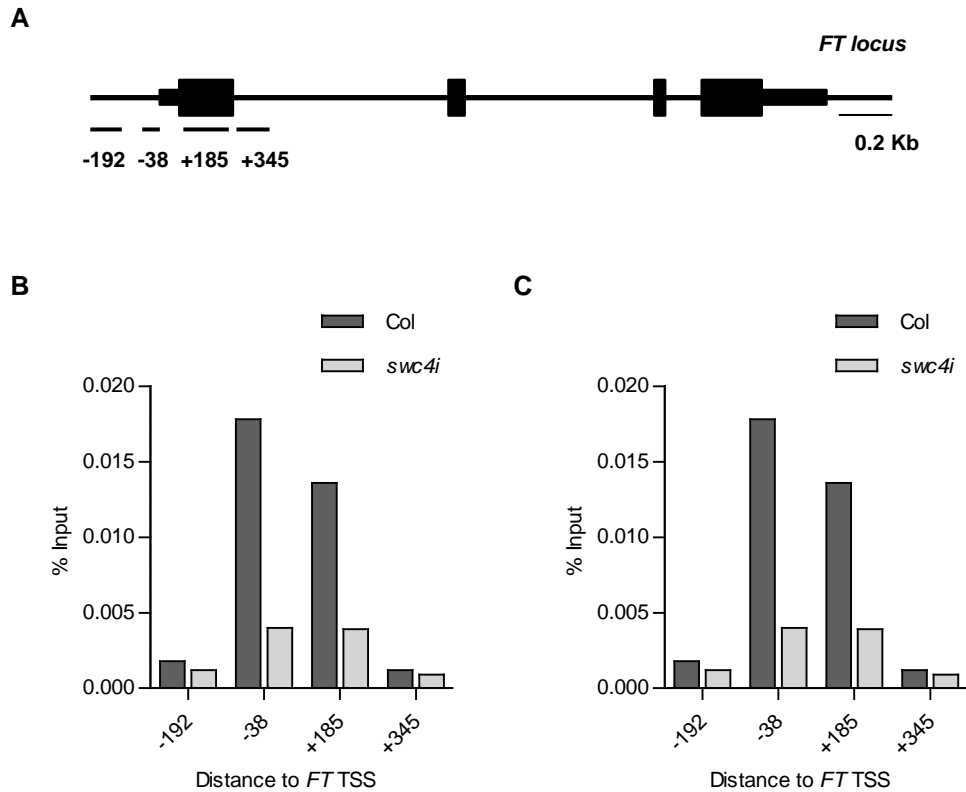 A
FT locus
-192 -38 +185 +345
0.2 Kb
B
Col
swc4i
0.020
0.015
0.010
0.005
0.000
% Input
-192 -38 +185 +345
Distance to FT TSS
C
Col
swc4i
0.020
0.015
0.010
0.005
0.000
% Input
-192 -38 +185 +345
Distance to FT TSS